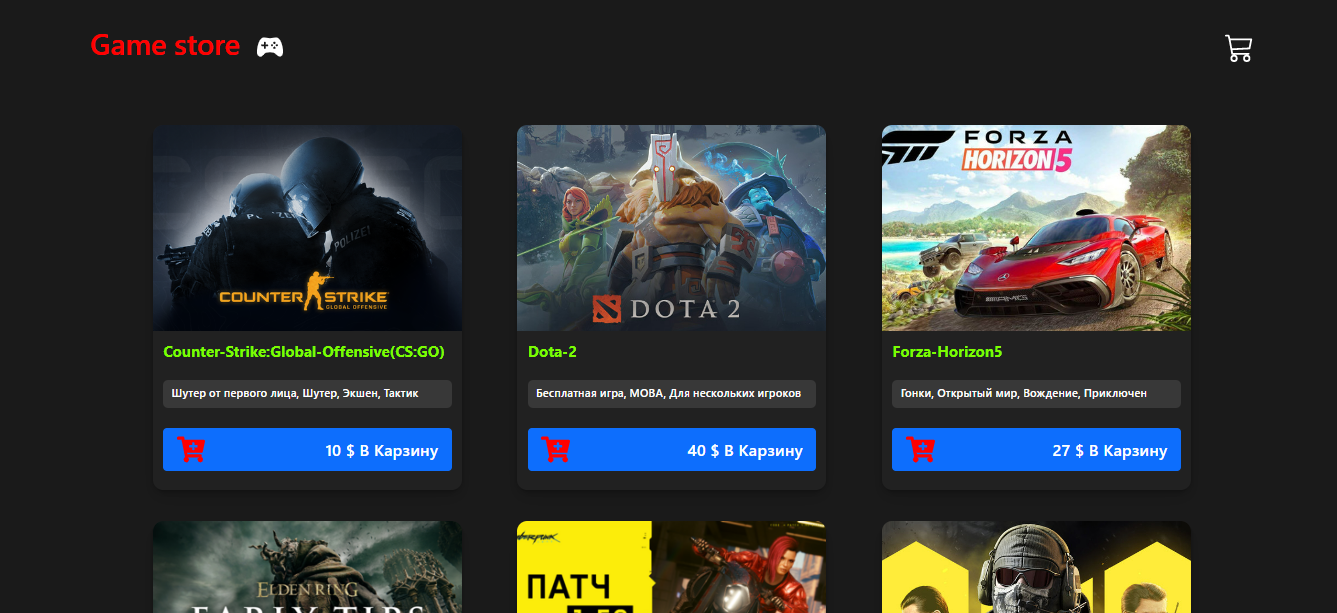 Game store
POLIZEI
COUNTER STRIKE
GLOBAL OFFENSIVE
DOTA 2
FORZA
HORIZON 5
AMG
Counter-Strike:Global-Offensive(CS:GO)
Dota-2
Forza-Horizon5
Шутер от первого лица, Шутер, Экшен, Тактик
Бесплатная игра, MOBA, Для нескольких игроков
Гонки, Открытый мир, Вождение, Приключен
10 $ В Карзину
40 $ В Карзину
27 $ В Карзину
ELDEN RING
EARLY TIPS
ПАТЧ